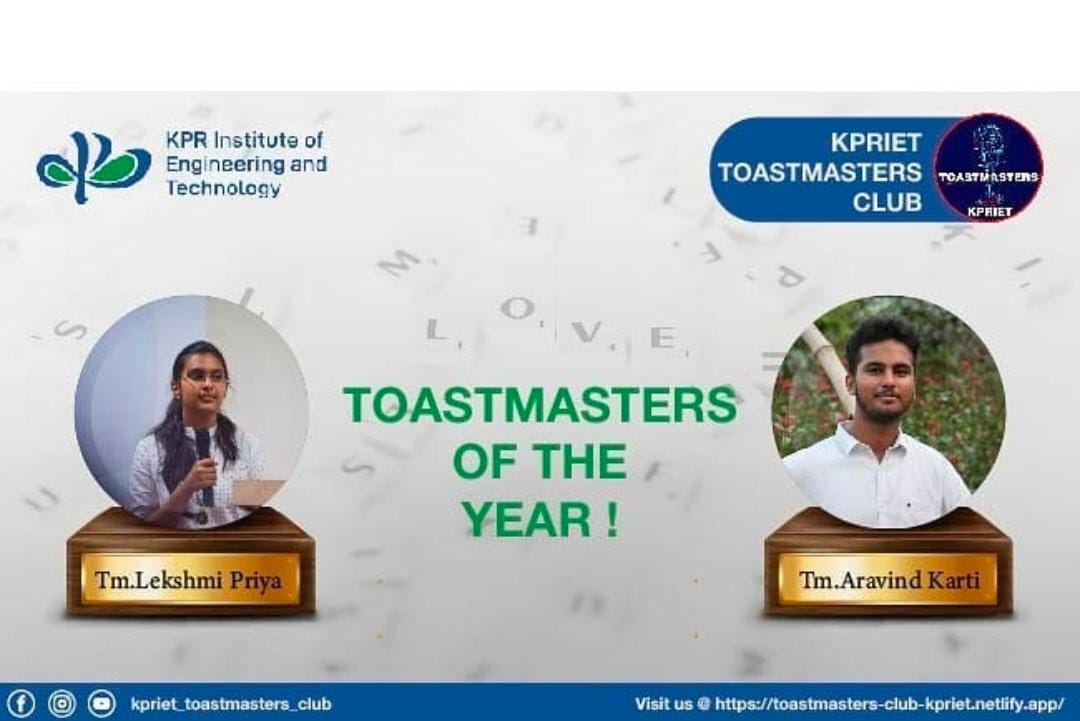 KPR Institute of
Engineering and
Technology
KPRIET
TOASTMASTERS
CLUB
TOASTMASTERS
KPRIET
L O V E
TOASTMASTERS
OF THE
YEAR !
Tm.Lekshmi Priya
Tm.Aravind Karti
kpriet_toastmasters_club
Visit us @ https://toastmasters-club-kpriet.netlify.app/